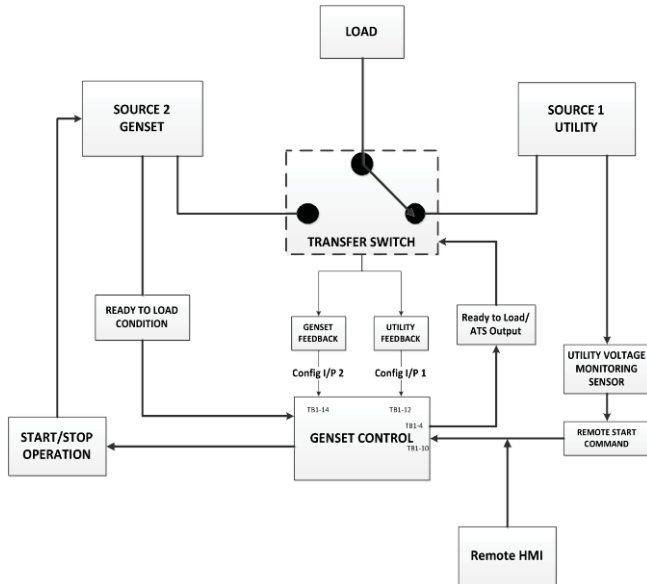 LOAD
SOURCE 2
GENSET
SOURCE 1
UTILITY
TRANSFER SWITCH
READY TO LOAD
CONDITION
GENSET
FEEDBACK
UTILITY
FEEDBACK
Ready to Load/
ATS Output
Config I/P 2
Config I/P 1
UTILITY VOLTAGE
MONITORING
SENSOR
TB1-14
TB1-12
TB1-4
TB1-10
GENSET CONTROL
START/STOP
OPERATION
REMOTE START
COMMAND
Remote HMI